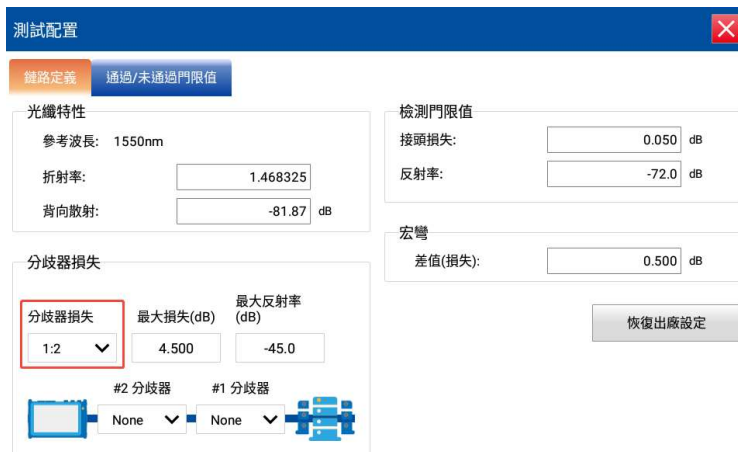 測試配置
鏈路定義 通過/未通過門限值
光纖特性
參考波長: 1550nm
折射率: 1.468325
背向散射: -81.87 dB
分歧器損失
分歧器損失 最大損失(dB) 最大反射率(dB)
1:2 4.500 -45.0
#2 分歧器 #1 分歧器
None None
檢測門限值
接頭損失: 0.050 dB
反射率: -72.0 dB
宏彎
差值(損失): 0.500 dB
恢復出廠設定